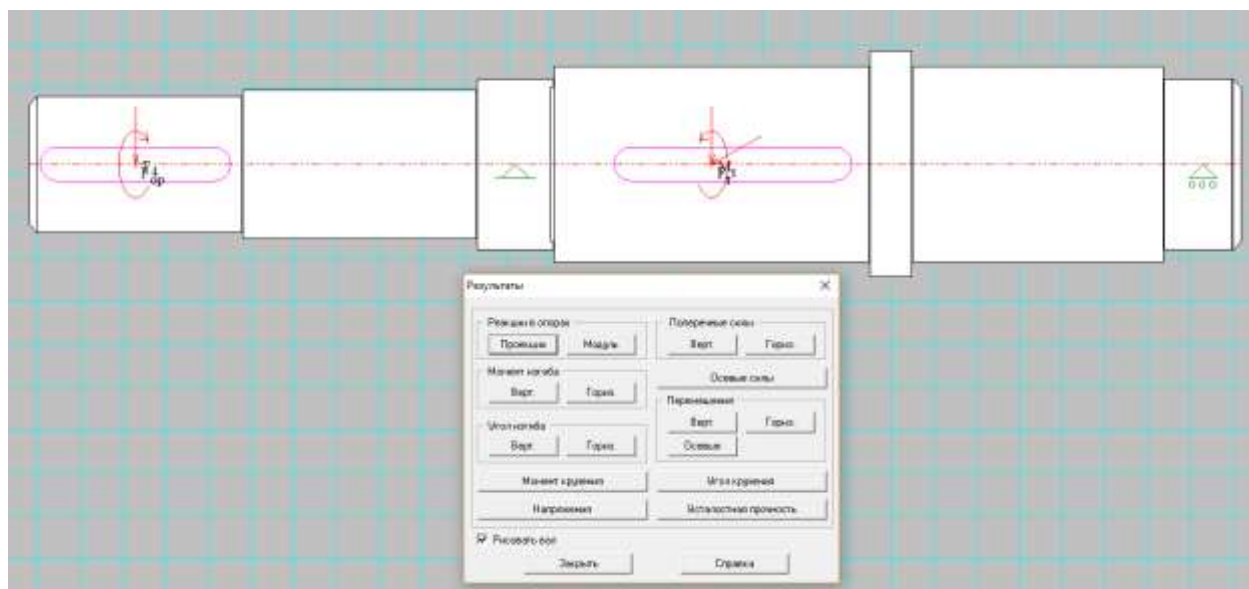 Результаты
Реакции в опорах
Проекции
Модуль
Поперечные силы
Верт.
Гориз.
Момент изгиба
Верт.
Гориз.
Осевые силы
Перемещения
Верт.
Гориз.
Осевые
Угол изгиба
Верт.
Гориз.
Момент кручения
Угол кручения
Напряжения
Усталостная прочность
Рисовать вал
Закрыть
Справка